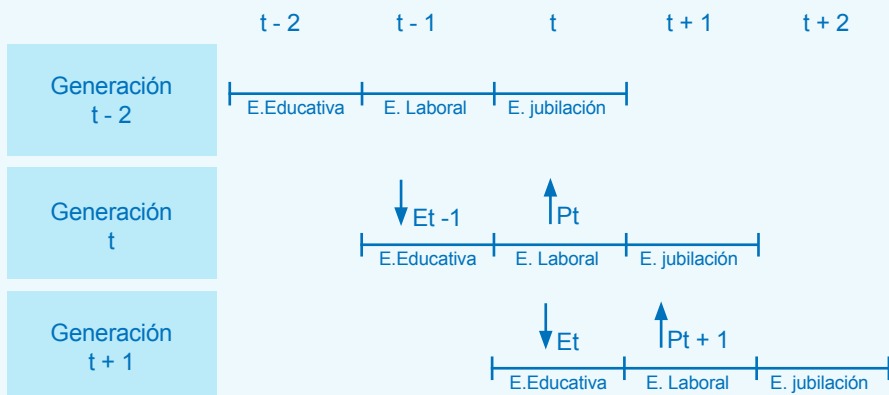 t - 2 t - 1 t t + 1 t + 2
Generación
t - 2
E.Educativa E. Laboral E. jubilación
Generación
t
Et -1 Pt
E.Educativa E. Laboral E. jubilación
Generación
t + 1
Et Pt + 1
E.Educativa E. Laboral E. jubilación